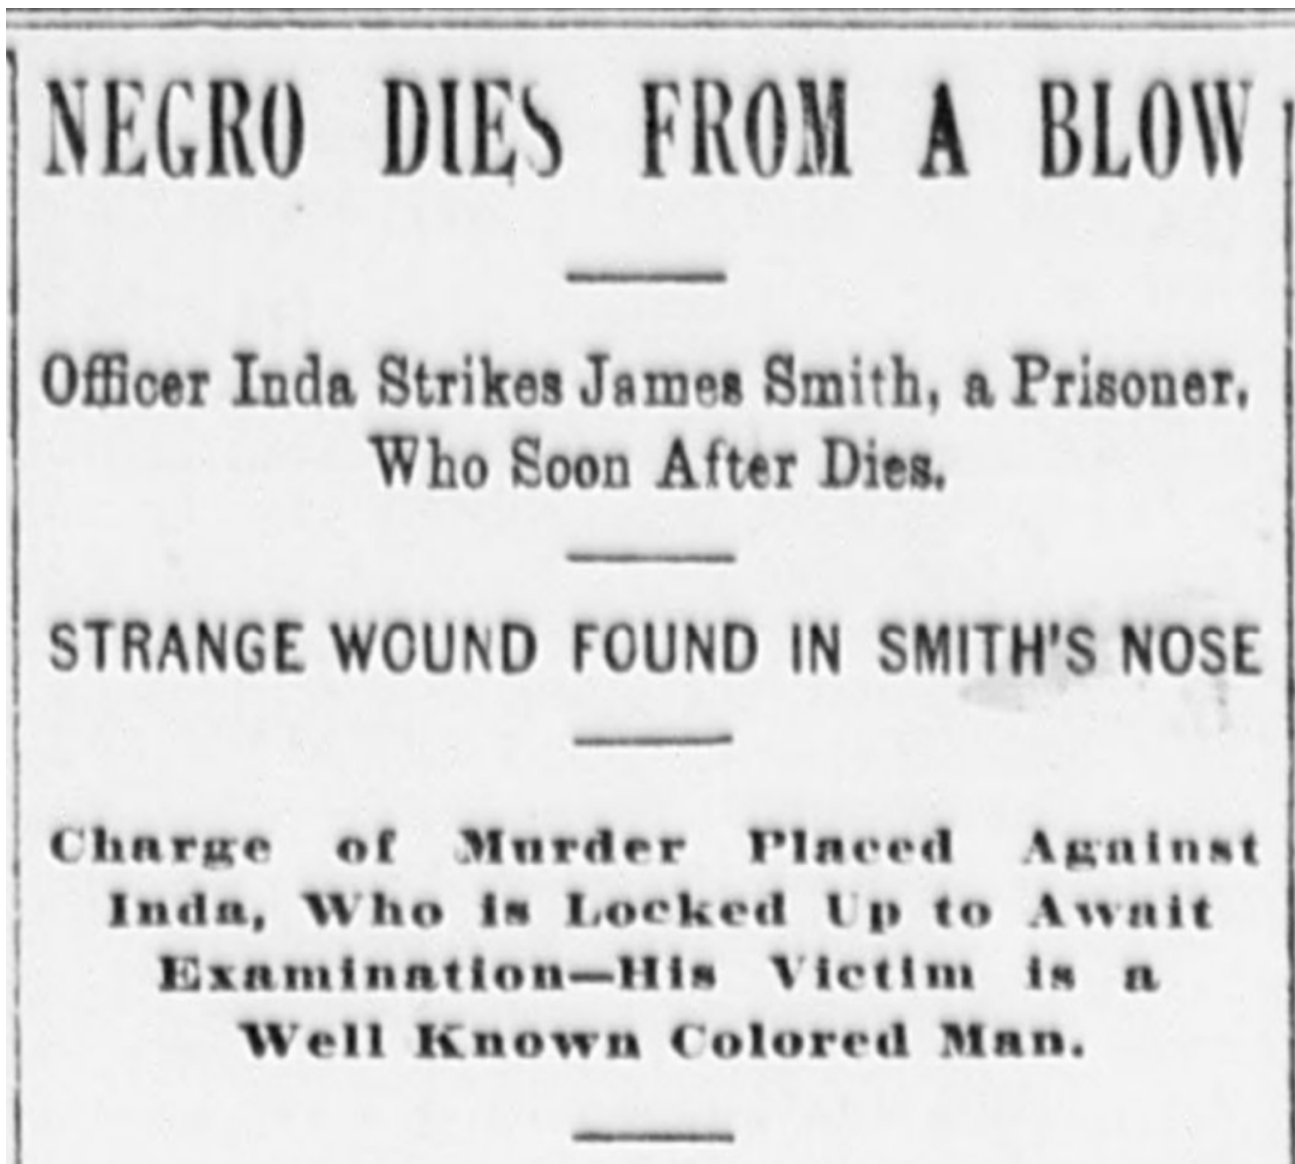 NEGRO DIES FROM A BLOW
Officer Inda Strikes James Smith, a Prisoner,
Who Soon After Dies.
STRANGE WOUND FOUND IN SMITH'S NOSE
Charge of Murder Placed Against
Inda, Who is Locked Up to Await
Examination—His Victim is a
Well Known Colored Man.